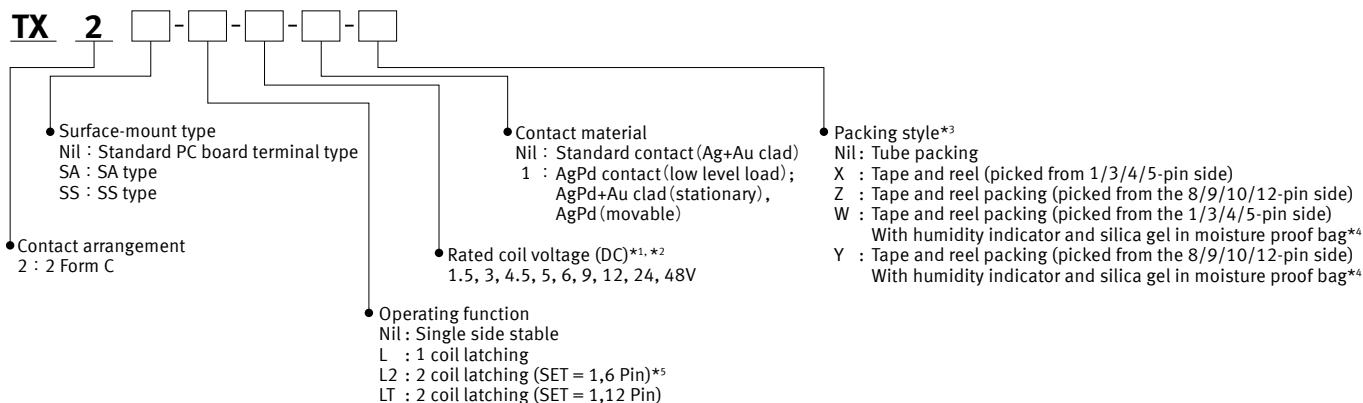 TX 2 - - - -
Surface-mount type
Nil : Standard PC board terminal type
SA : SA type
SS : SS type
Contact arrangement
2 : 2 Form C
Operating function
Nil : Single side stable
L : 1 coil latching
L2 : 2 coil latching (SET = 1,6 Pin)*5
LT : 2 coil latching (SET = 1,12 Pin)
Rated coil voltage (DC)*1, *2
1.5, 3, 4.5, 5, 6, 9, 12, 24, 48V
Contact material
Nil : Standard contact (Ag+Au clad)
1 : AgPd contact (low level load);
AgPd+Au clad (stationary),
AgPd (movable)
Packing style*3
Nil : Tube packing
X : Tape and reel (picked from 1/3/4/5-pin side)
Z : Tape and reel packing (picked from the 8/9/10/12-pin side)
W : Tape and reel packing (picked from the 1/3/4/5-pin side)
With humidity indicator and silica gel in moisture proof bag*4
Y : Tape and reel packing (picked from the 8/9/10/12-pin side)
With humidity indicator and silica gel in moisture proof bag*4